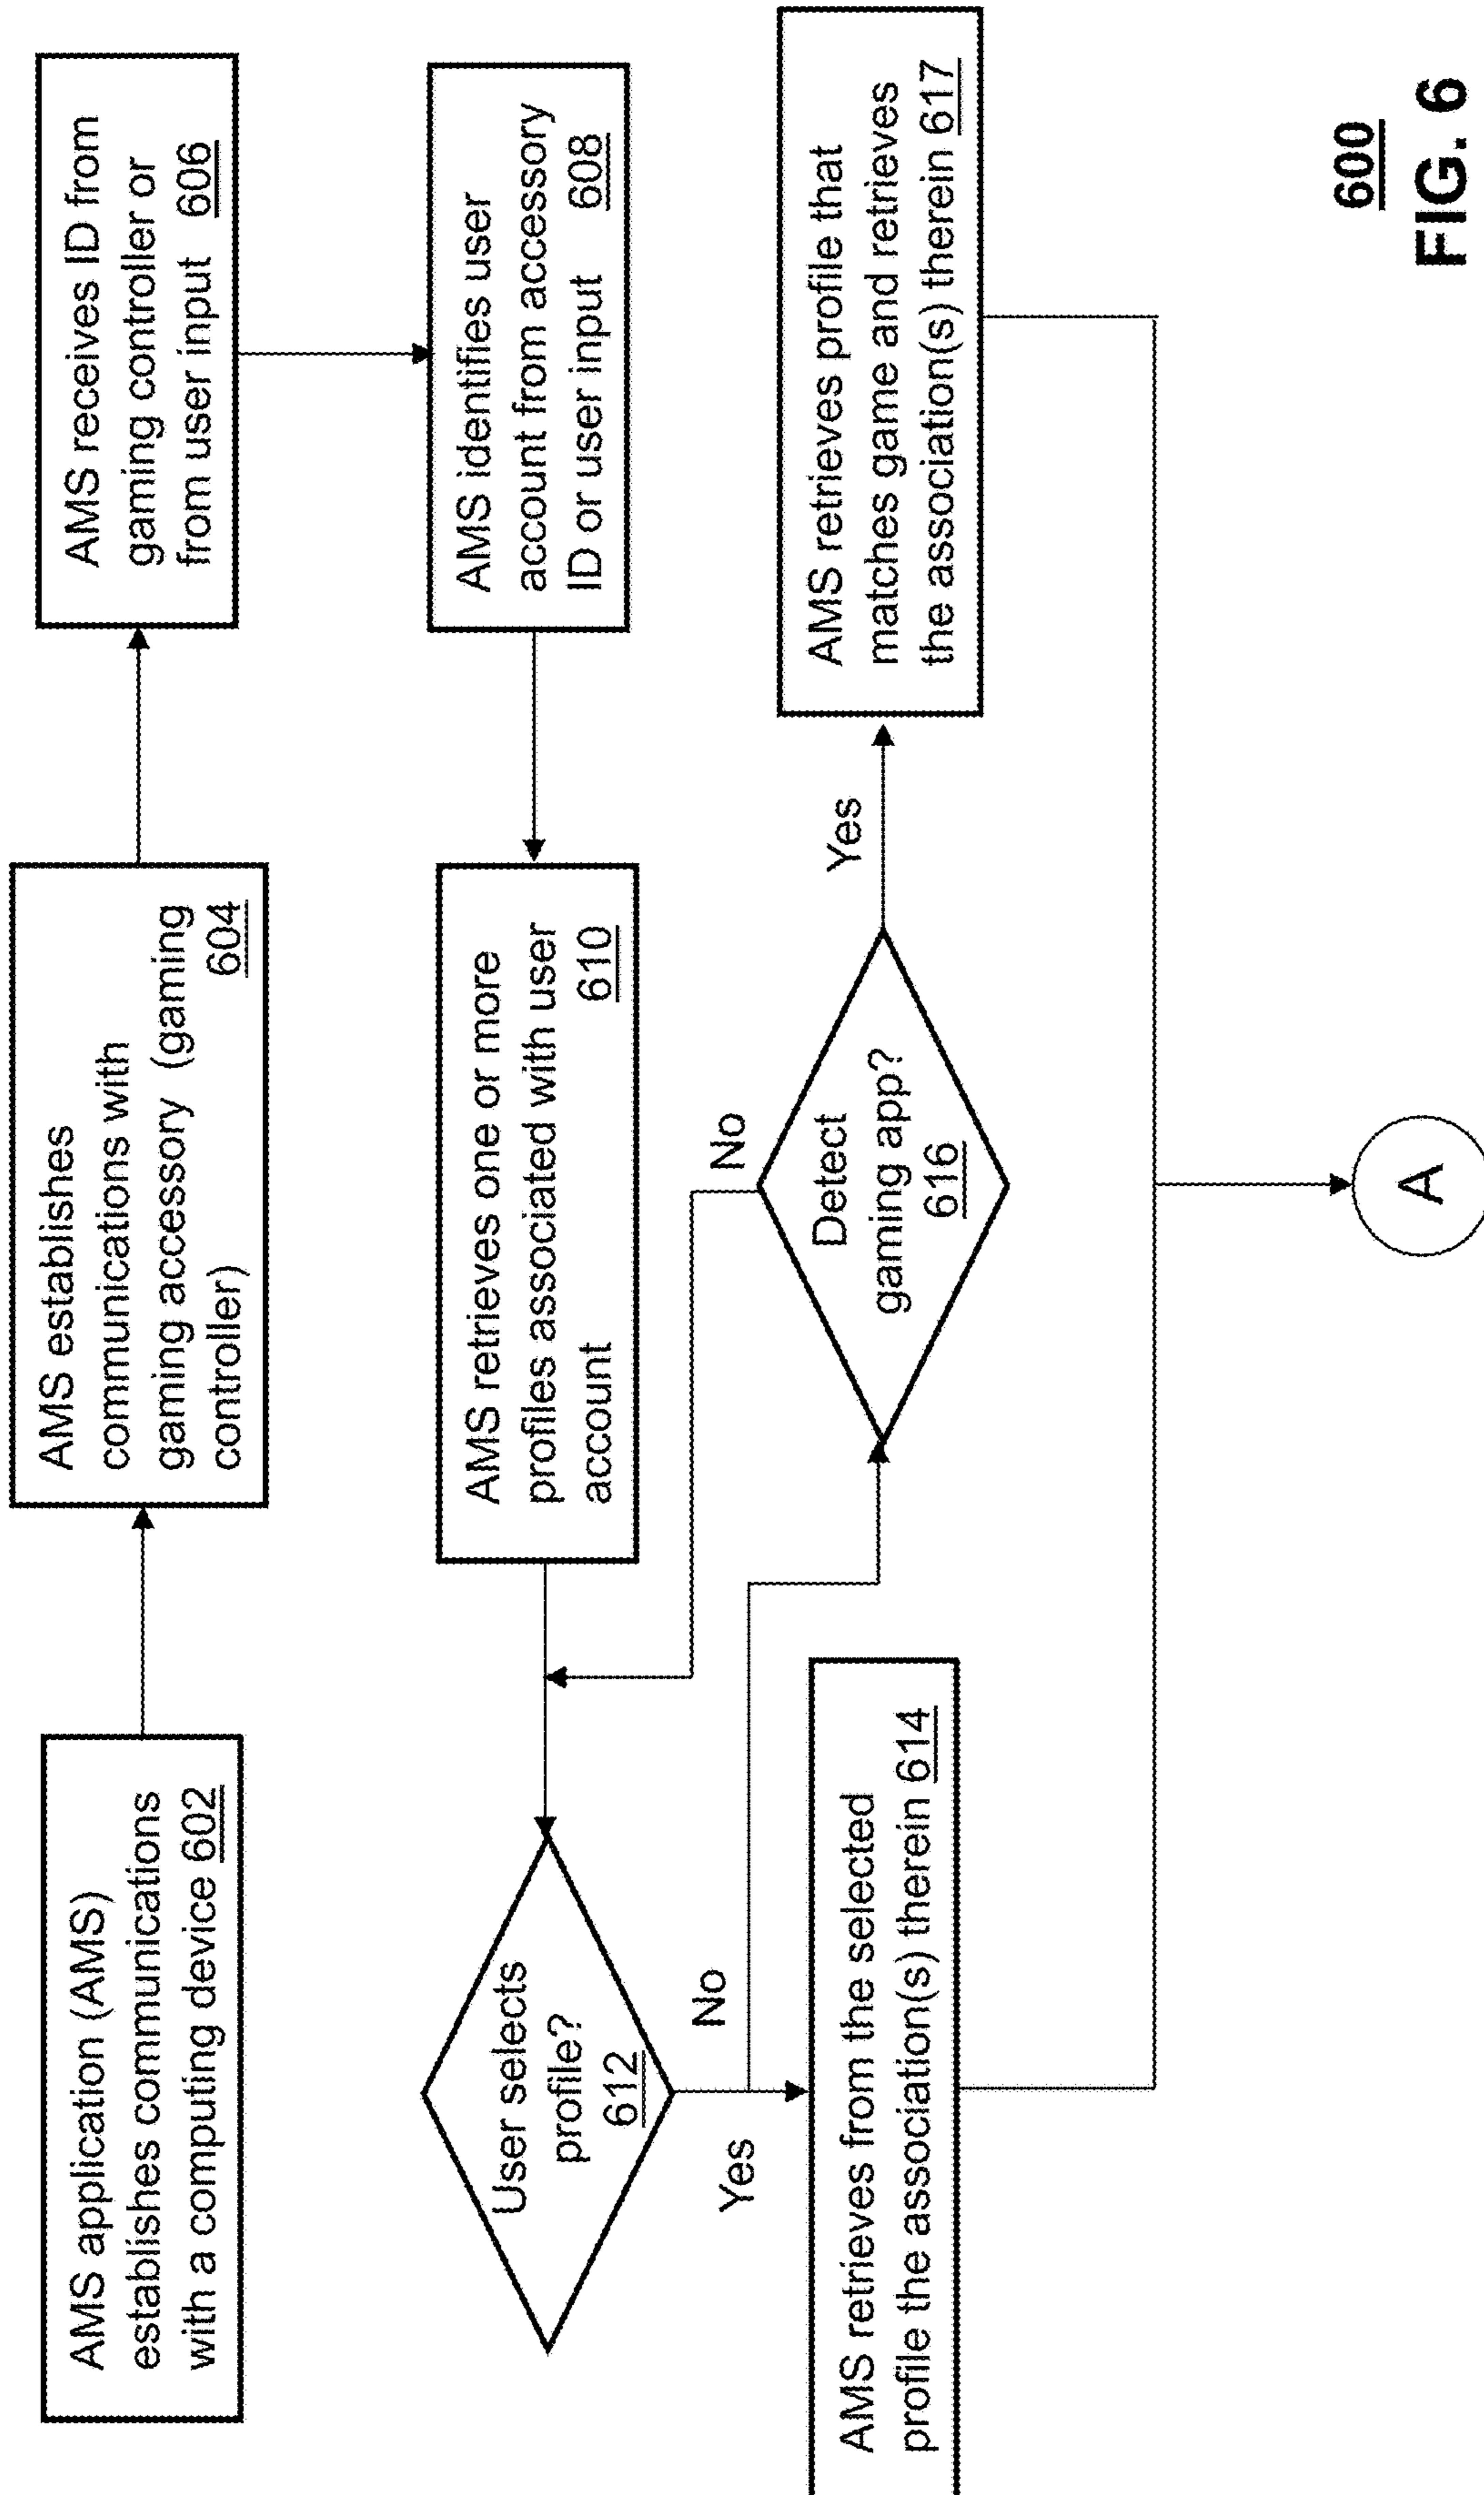 AMS application (AMS)
establishes communications
with a computing device 602
AMS establishes
communications with
gaming accessory (gaming
controller) 604
AMS receives ID from
gaming controller or
from user input 606
AMS identifies user
account from accessory
ID or user input 608
AMS retrieves one or more
profiles associated with user
account 610
User selects
profile?
612
No
Yes
AMS retrieves from the selected
profile the association(s) therein 614
Detect
gaming app?
616
No
Yes
AMS retrieves profile that
matches game and retrieves
the association(s) therein 617
A
600
FIG. 6